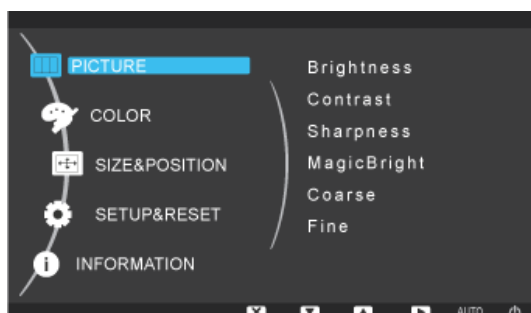 PICTURE
COLOR
SIZE&POSITION
SETUP&RESET
INFORMATION
Brightness
Contrast
Sharpness
MagicBright
Coarse
Fine
AUTO